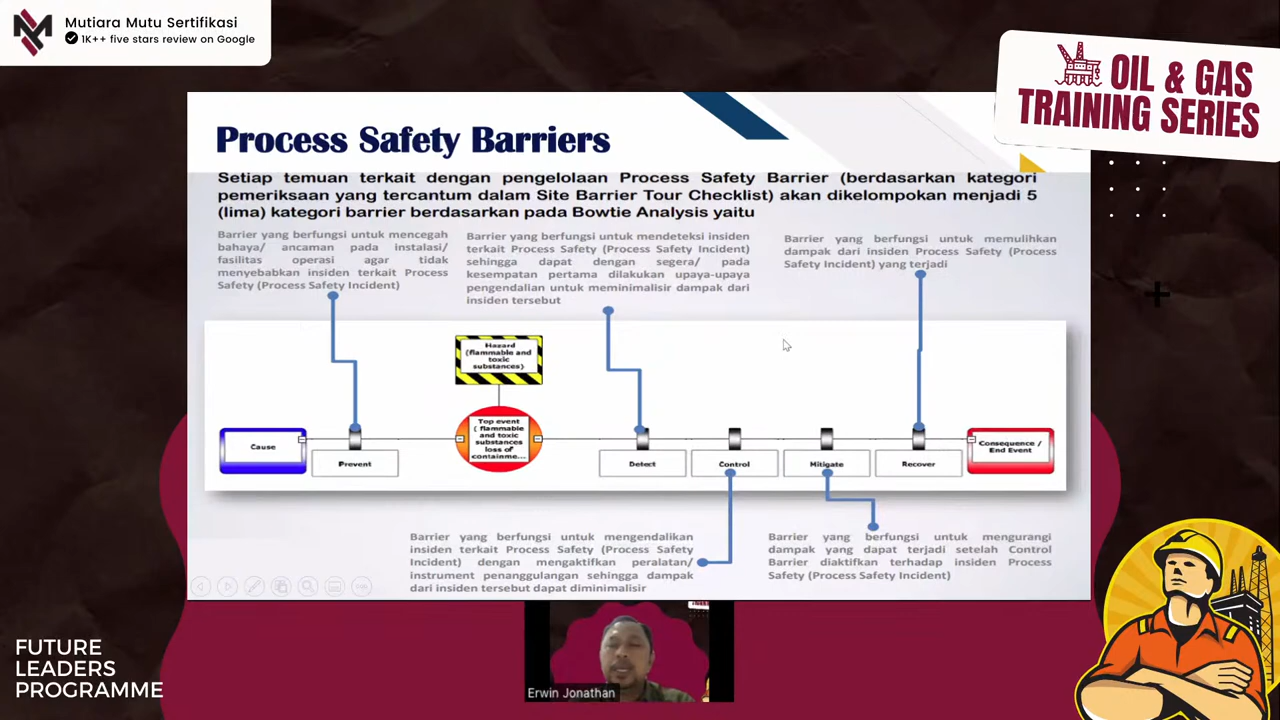 Mutiara Mutu Sertifikasi
1K++ five stars review on Google
OIL & GAS
TRAINING SERIES
Process Safety Barriers
Setiap temuan terkait dengan pengelolaan Process Safety Barrier (berdasarkan kategori
pemeriksaan yang tercantum dalam Site Barrier Tour Checklist) akan dikelompokan menjadi 5
(lima) kategori barrier berdasarkan pada Bowtie Analysis yaitu
Barrier yang berfungsi untuk mencegah
bahaya/ ancaman pada instalasi/
fasilitas operasi agar tidak
menyebabkan insiden terkait Process
Safety (Process Safety Incident)
Barrier yang berfungsi untuk mendeteksi insiden
terkait Process Safety (Process Safety Incident)
sehingga dapat dengan segera/ pada
kesempatan pertama dilakukan upaya-upaya
pengendalian untuk meminimalisir dampak dari
insiden tersebut
Barrier yang berfungsi untuk memulihkan
dampak dari insiden Process Safety (Process
Safety Incident) yang terjadi
Hazard
(flammable and
toxic
substances)
Cause
Prevent
Top event
( flammable
and toxic
substances
loss of
containme...
Detect
Control
Mitigate
Recover
Consequence /
End Event
Barrier yang berfungsi untuk mengendalikan
insiden terkait Process Safety (Process Safety
Incident) dengan mengaktifkan peralatan/
instrument penanggulangan sehingga dampak
dari insiden tersebut dapat diminimalisir
Barrier yang berfungsi untuk mengurangi
dampak yang dapat terjadi setelah Control
Barrier diaktifkan terhadap insiden Process
Safety (Process Safety Incident)
FUTURE
LEADERS
PROGRAMME
Erwin Jonathan